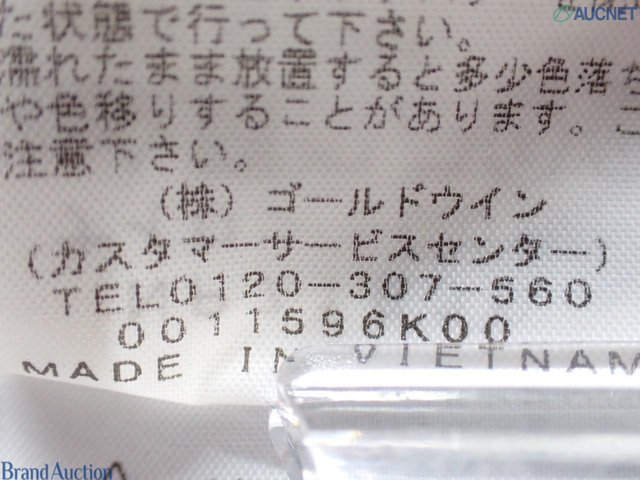 AUCNET
た状態で行って下さい。
濡れたまま放置すると多少色落ち
や色移りすることがあります。ご
注意下さい。
(株) ゴールドウイン
(カスタマーサービスセンター)
TEL0120-307-560
0011596K00
MADE IN VIETNAM
Brand Auction